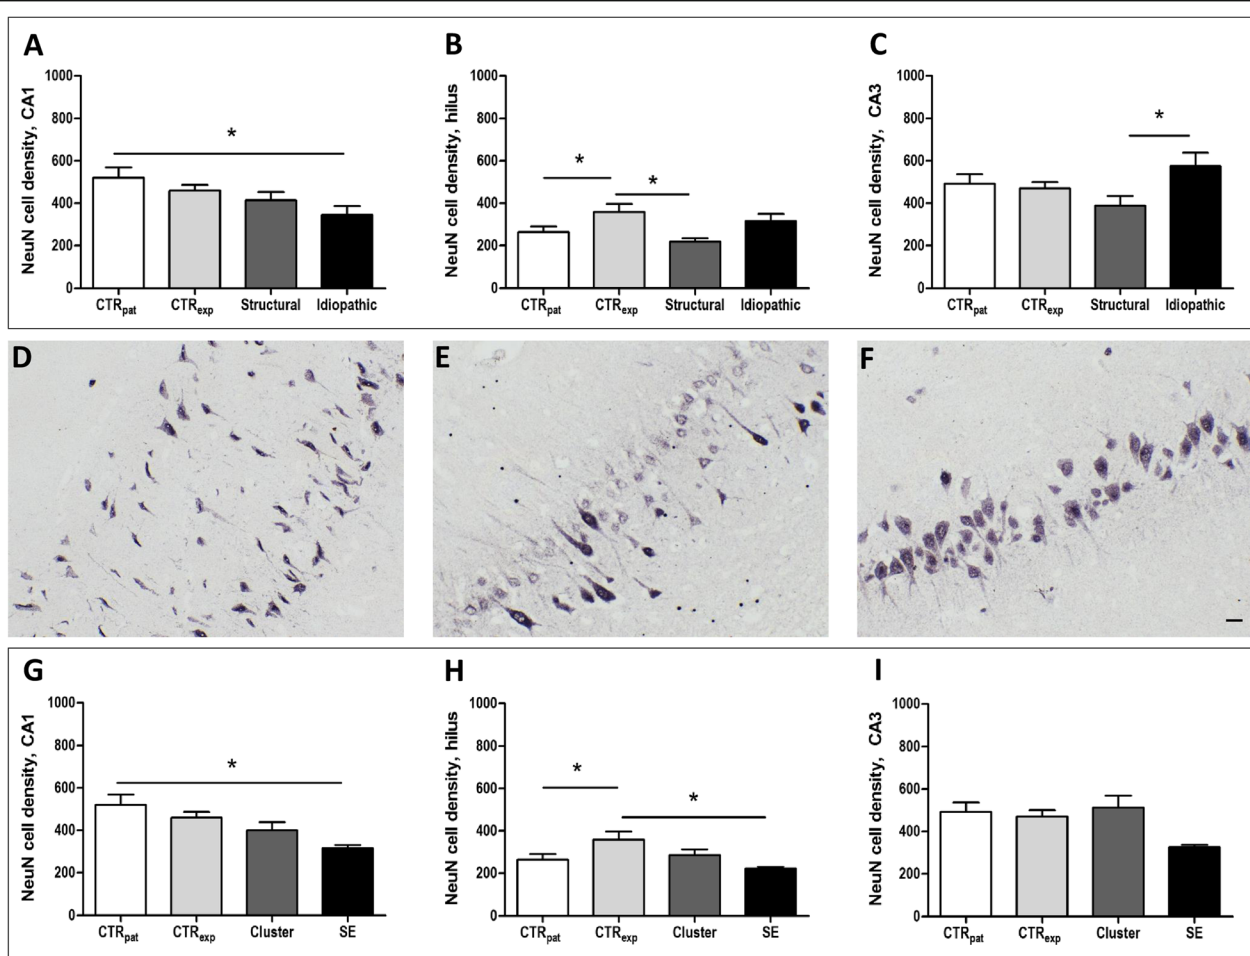 A
NeuN cell density, CA1
1000
800
600
400
200
0
*
CTRpat CTRexp Structural Idiopathic
B
NeuN cell density, hilus
1000
800
600
400
200
0
* *
CTRpat CTRexp Structural Idiopathic
C
NeuN cell density, CA3
1000
800
600
400
200
0
*
CTRpat CTRexp Structural Idiopathic
D
E
F
G
NeuN cell density, CA1
1000
800
600
400
200
0
*
CTRpat CTRexp Cluster SE
H
NeuN cell density, hilus
1000
800
600
400
200
0
* *
CTRpat CTRexp Cluster SE
I
NeuN cell density, CA3
1000
800
600
400
200
0
CTRpat CTRexp Cluster SE